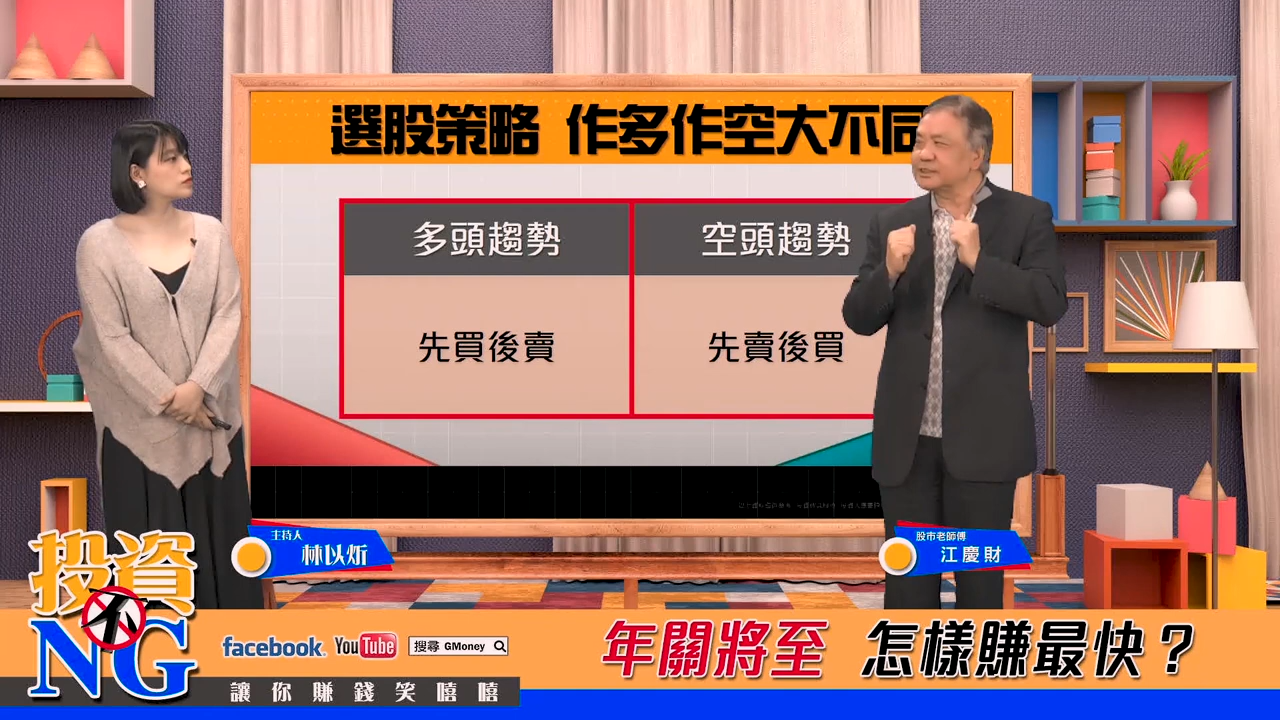 選股策略 作多作空大不同
多頭趨勢
空頭趨勢
先買後賣
先賣後買
主持人
林以炘
股市老師傅
江慶財
投資
不
NG
facebook.
YouTube
搜尋 GMoney
年關將至 怎樣賺最快？
讓你賺錢笑嘻嘻